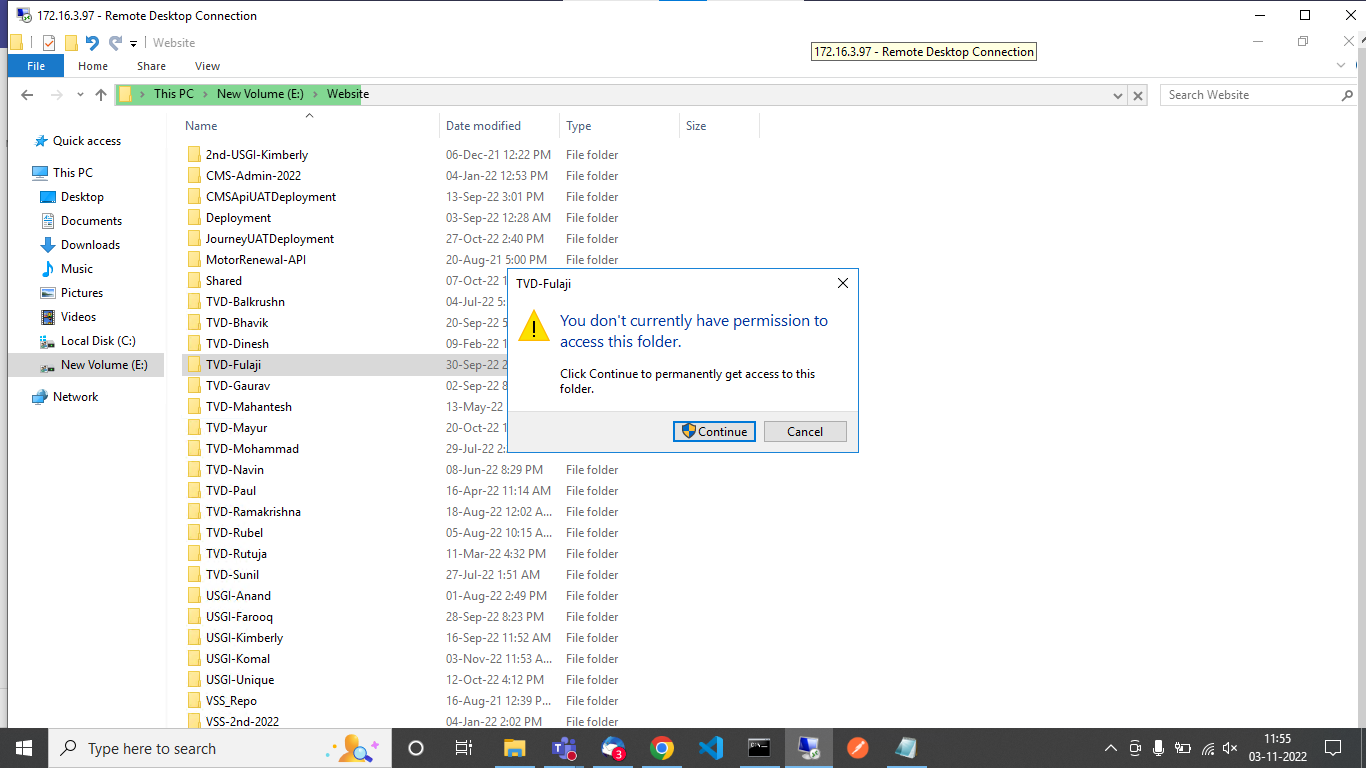 172.16.3.97 - Remote Desktop Connection
Website
172.16.3.97 - Remote Desktop Connection
File Home Share View
This PC New Volume (E:) Website
Search Website
Name Date modified Type Size
Quick access
This PC
Desktop
Documents
Downloads
Music
Pictures
Videos
Local Disk (C:)
New Volume (E:)
Network
2nd-USGI-Kimberly 06-Dec-21 12:22 PM File folder
CMS-Admin-2022 04-Jan-22 12:53 PM File folder
CMSApiUATDeployment 13-Sep-22 3:01 PM File folder
Deployment 03-Sep-22 12:28 AM File folder
JourneyUATDeployment 27-Oct-22 2:40 PM File folder
MotorRenewal-API 20-Aug-21 5:00 PM File folder
Shared 07-Oct-22 1
TVD-Balkrushn 04-Jul-22 5:
TVD-Bhavik 20-Sep-22 5
TVD-Dinesh 09-Feb-22 1
TVD-Fulaji 30-Sep-22 2
TVD-Gaurav 02-Sep-22 8
TVD-Mahantesh 13-May-22
TVD-Mayur 20-Oct-22 1
TVD-Mohammad 29-Jul-22 2:
TVD-Navin 08-Jun-22 8:29 PM File folder
TVD-Paul 16-Apr-22 11:14 AM File folder
TVD-Ramakrishna 18-Aug-22 12:02 A... File folder
TVD-Rubel 05-Aug-22 10:15 A... File folder
TVD-Rutuja 11-Mar-22 4:32 PM File folder
TVD-Sunil 27-Jul-22 1:51 AM File folder
USGI-Anand 01-Aug-22 2:49 PM File folder
USGI-Farooq 28-Sep-22 8:23 PM File folder
USGI-Kimberly 16-Sep-22 11:52 AM File folder
USGI-Komal 03-Nov-22 11:53 A... File folder
USGI-Unique 12-Oct-22 4:12 PM File folder
VSS_Repo 16-Aug-21 12:39 P... File folder
VSS-2nd-2022 04-Jan-22 2:02 PM File folder
TVD-Fulaji
You don't currently have permission to
access this folder.
Click Continue to permanently get access to this
folder.
Continue Cancel
Type here to search
3
11:55
03-11-2022